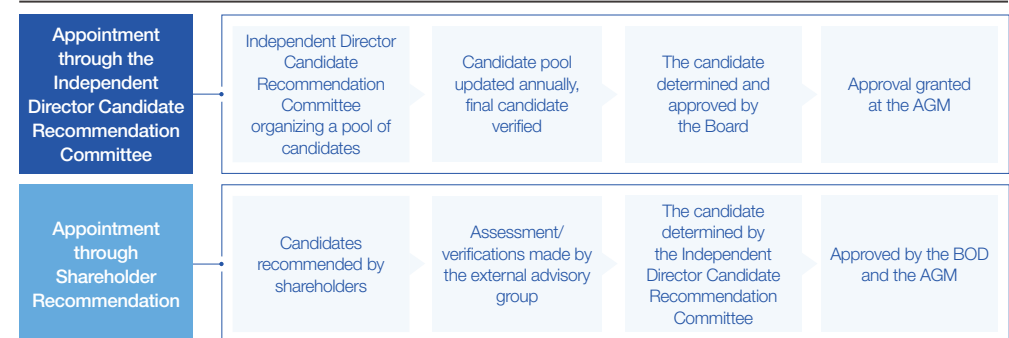 Appointment
through the
Independent
Director Candidate
Recommendation
Committee
Independent Director
Candidate
Recommendation
Committee
organizing a pool of
candidates
Candidate pool
updated annually,
final candidate
verified
The candidate
determined and
approved by
the Board
Approval granted
at the AGM
Appointment
through
Shareholder
Recommendation
Candidates
recommended by
shareholders
Assessment/
verifications made by
the external advisory
group
The candidate
determined by
the Independent
Director Candidate
Recommendation
Committee
Approved by the BOD
and the AGM